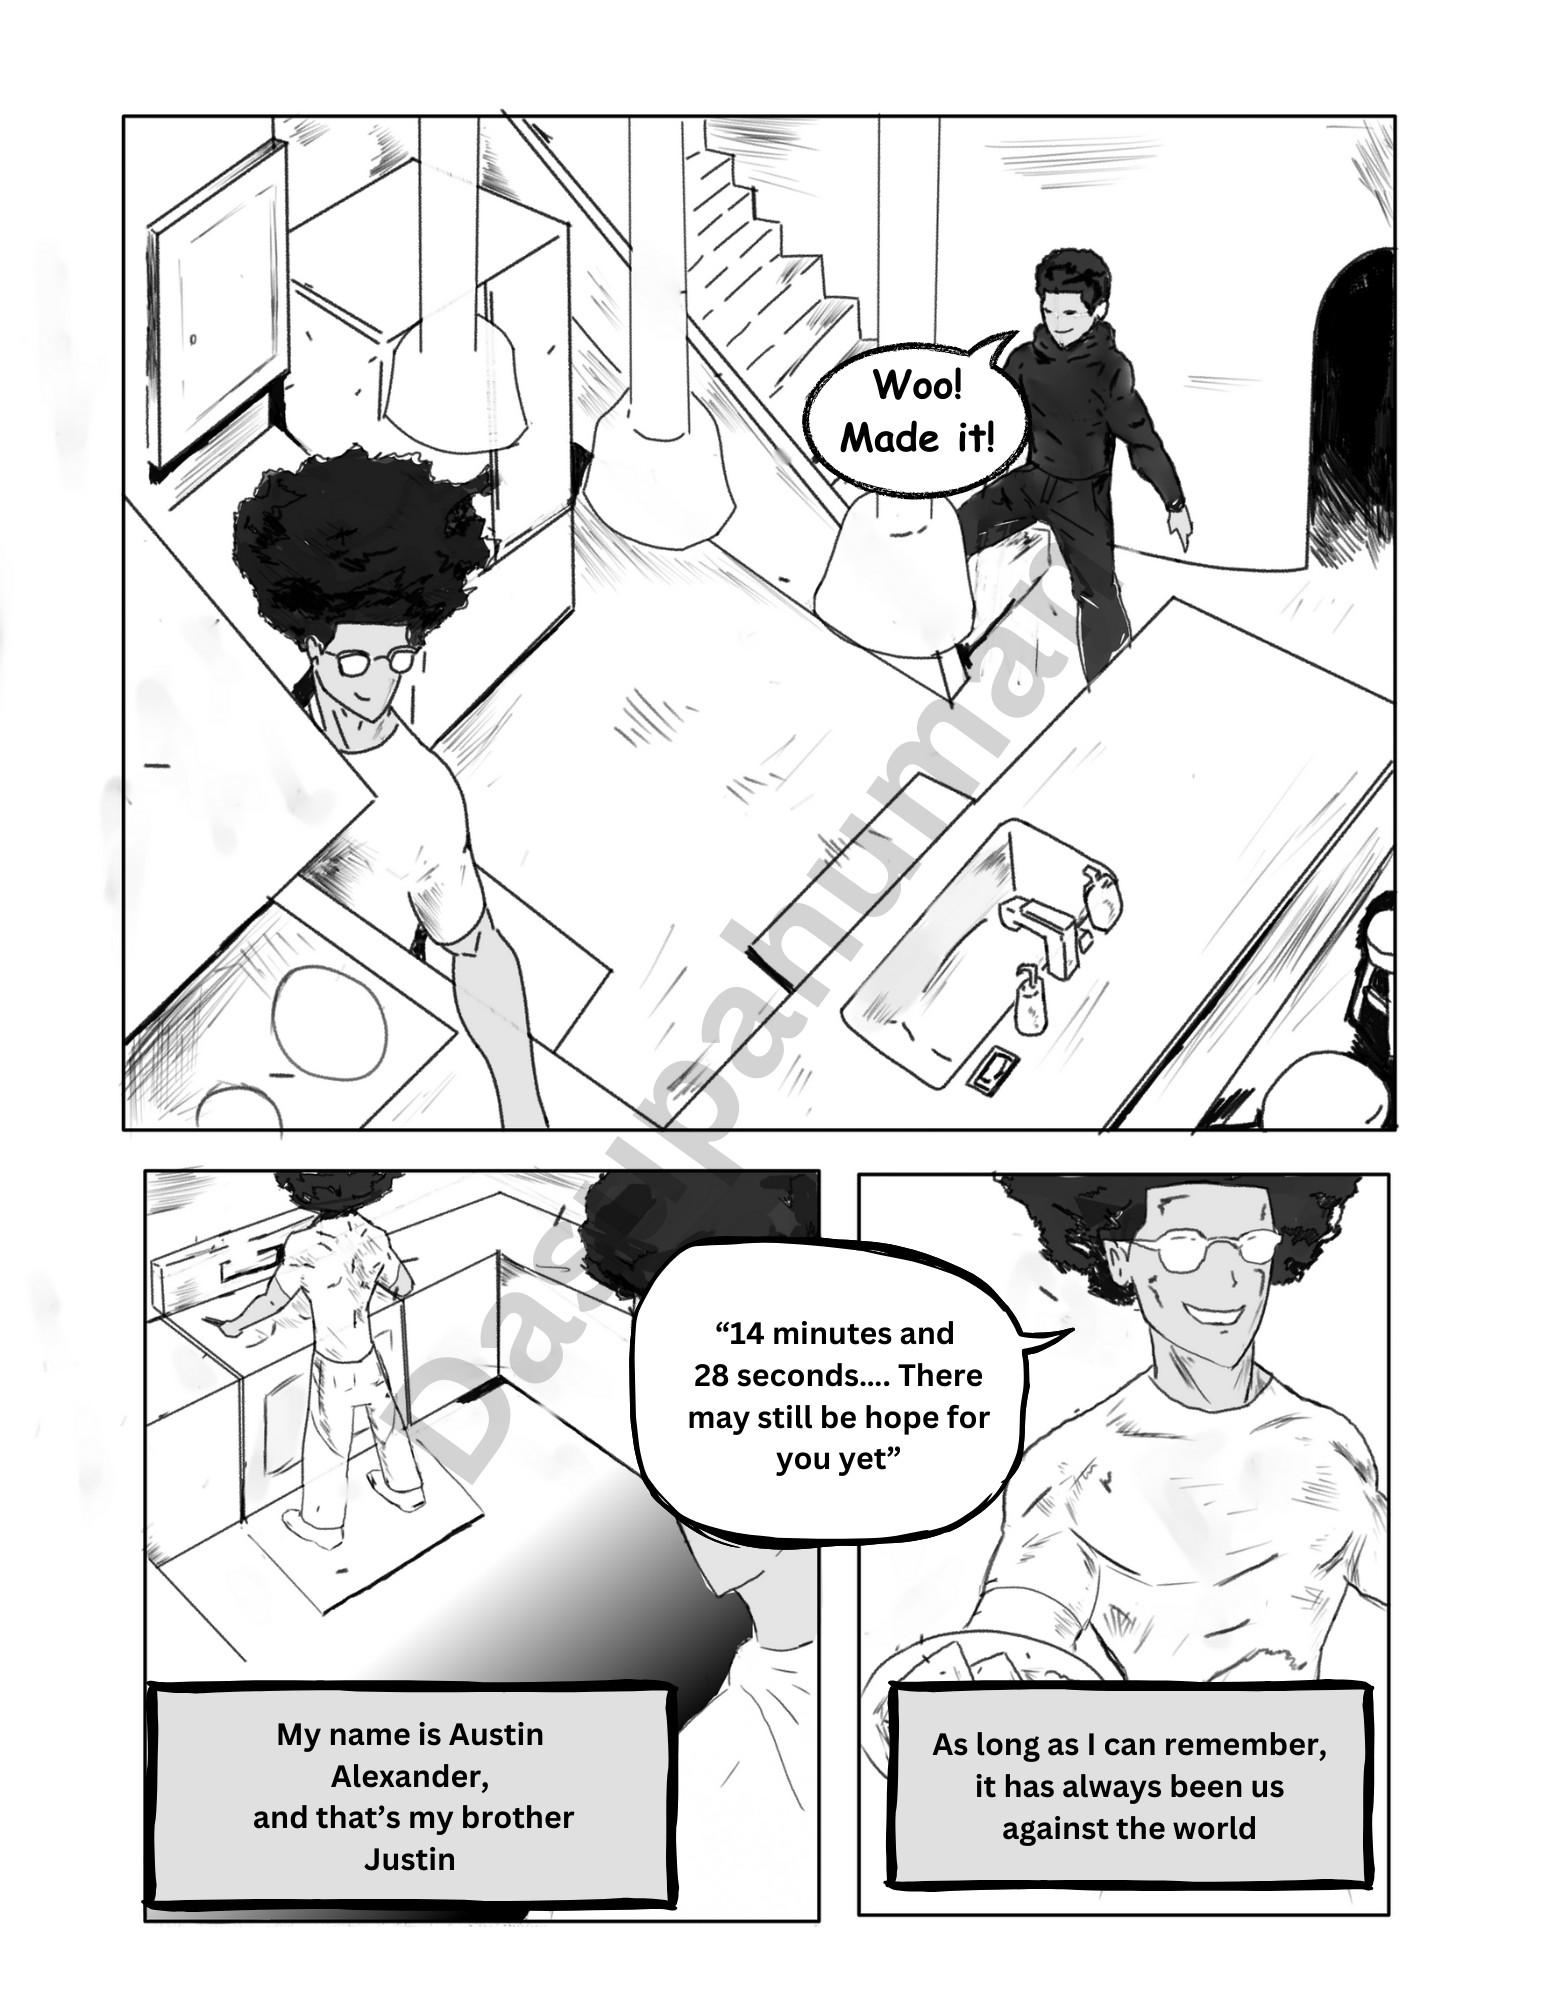 Woo!
Made it!
Dasulpahuman
“14 minutes and
28 seconds.... There
may still be hope for
you yet”
My name is Austin
Alexander,
and that’s my brother
Justin
As long as I can remember,
it has always been us
against the world